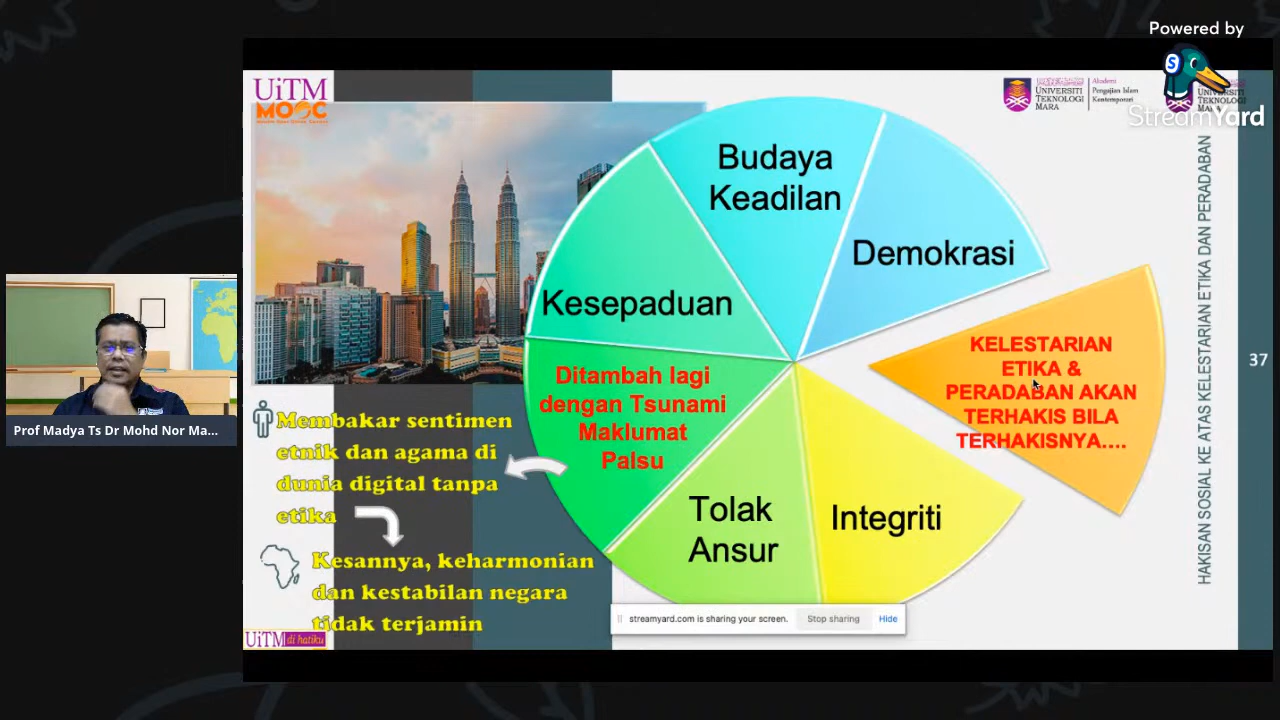 Powered by
StreamYard
UiTM
MOOC
UNIVERSITI
TEKNOLOGI
MARA
Akademi
Pengajian Islam
Kontemporari
Budaya
Keadilan
Demokrasi
Kesepaduan
KELESTARIAN
ETIKA &
PERADABAN AKAN
TERHAKIS BILA
TERHAKISNYA....
Ditambah lagi
dengan Tsunami
Maklumat
Palsu
Tolak
Ansur
Integriti
Membakar sentimen
etnik dan agama di
dunia digital tanpa
etika
Kesannya, keharmonian
dan kestabilan negara
tidak terjamin
HAKISAN SOSIAL KE ATAS KELESTARIAN ETIKA DAN PERADABAN
37
Prof Madya Ts Dr Mohd Nor Ma...
streamyard.com is sharing your screen.
Stop sharing
Hide
UiTM di hatiku